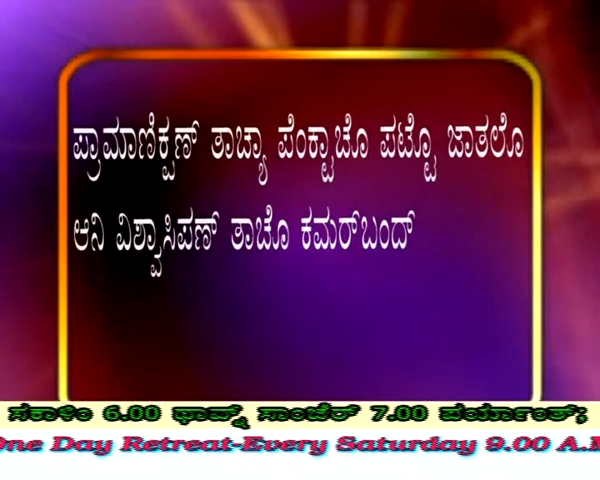 ಪ್ರಾಮಾಣಿಕ್ಪಣ್ ತಾಚ್ಯಾ ಪೆಂಕ್ಟಾಚೊ ಪಟ್ಟೊ ಜಾತಲೊ
ಆನಿ ವಿಶ್ವಾಸಿಪಣ್ ತಾಚೊ ಕಮರ್‌ಬಂದ್
ಸಕಾಳಿಂ 6.00 ಥಾವ್ನ್ ಸಾಂಜೆರ್ 7.00 ಪರ್ಯಾಂತ್;
One Day Retreat-Every Saturday 9.00 A.M